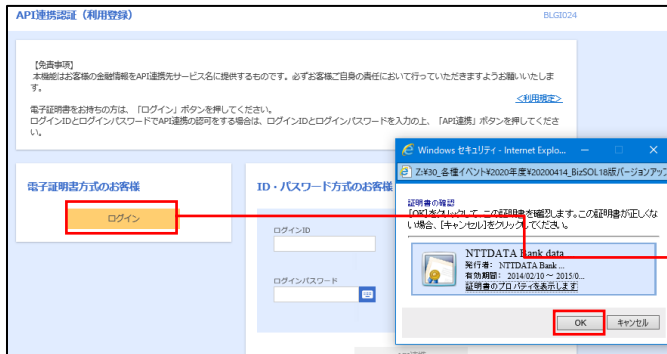 API連携認証（利用登録）
BLGI024
【免責事項】
本機能はお客様の金融情報をAPI連携先サービス名に提供するものです。必ずお客様ご自身の責任において行っていただきますようお願いいたしま
す。
<利用規定>
電子証明書をお持ちの方は、「ログイン」ボタンを押してください。
ログインIDとログインパスワードでAPI連携の認可をする場合は、ログインIDとログインパスワードを入力の上、「API連携」ボタンを押してくださ
い。
電子証明書方式のお客様
ログイン
ID・パスワード方式のお客様
ログインID
ログインパスワード
Windows セキュリティ - Internet Explo...
Z:¥30_各種イベント¥2020年度¥20200414_BizSOL18版バージョンアップ
証明書の確認
[OK]をクリックして、この証明書を確認します。この証明書が正しくな
い場合、[キャンセル]をクリックしてください。
NTTDATA Bank data
発行者: NTTDATA Bank ...
有効期間: 2014/02/10 ～ 2015/0...
証明書のプロパティを表示します
OK
キャンセル